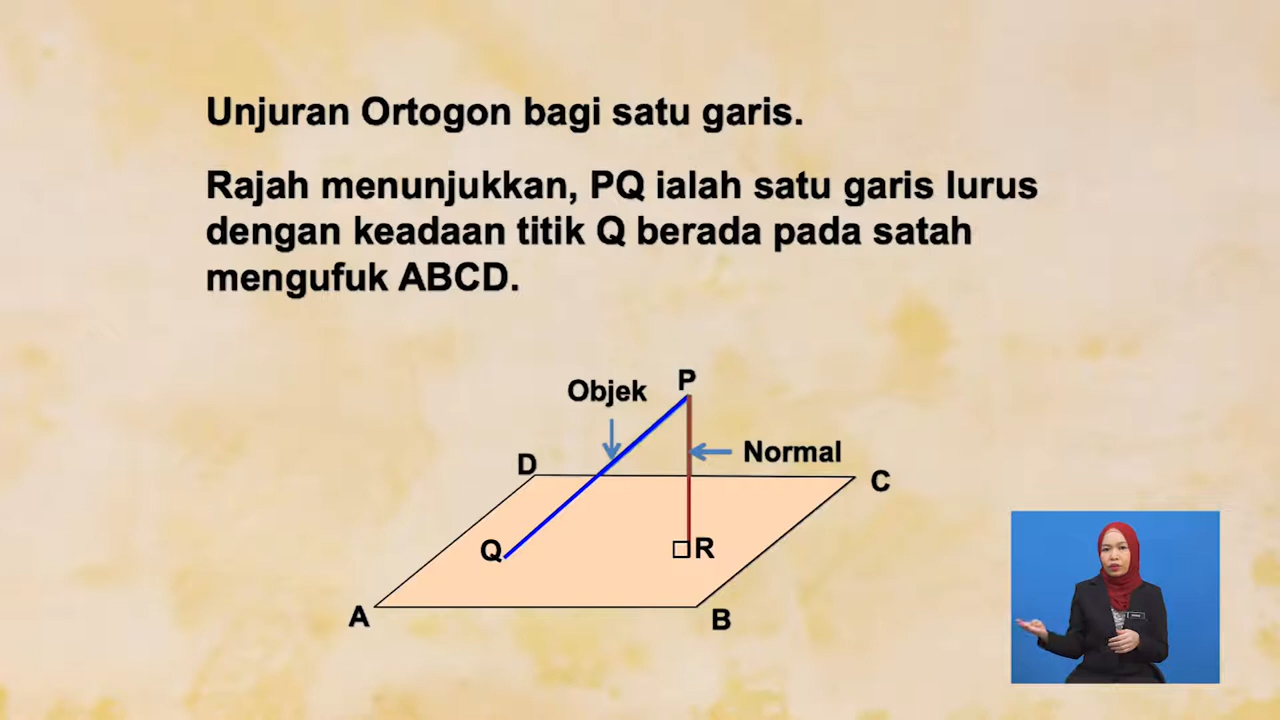 Unjuran Ortogon bagi satu garis.
Rajah menunjukkan, PQ ialah satu garis lurus
dengan keadaan titik Q berada pada satah
mengufuk ABCD.
Objek
P
Normal
D
C
Q
R
A
B